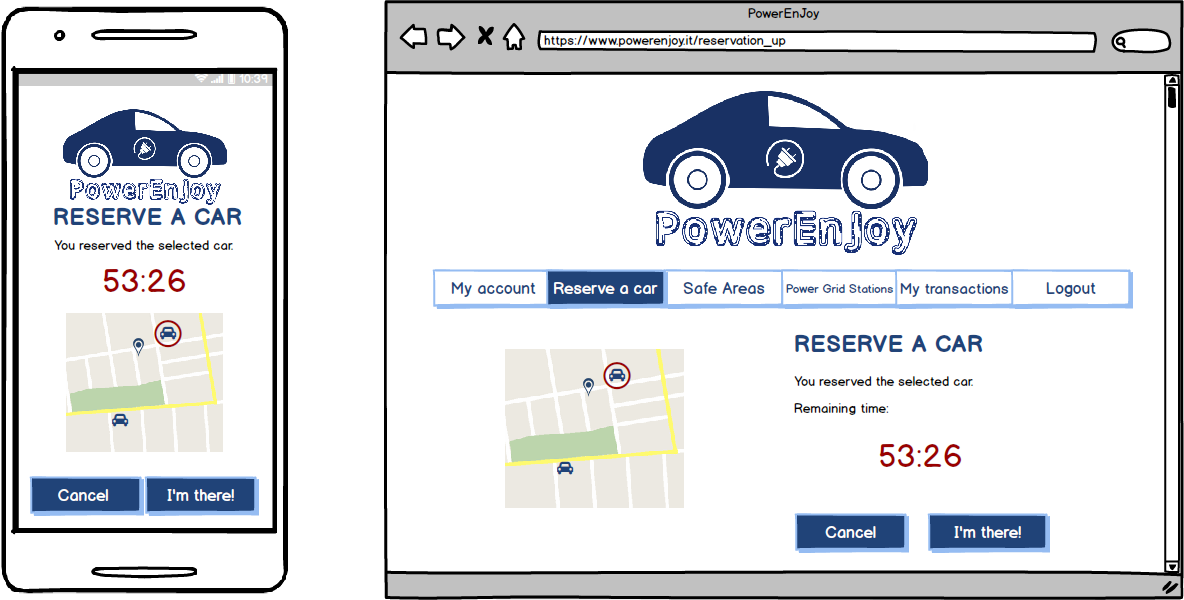 10:39
PowerEnJoy
RESERVE A CAR
You reserved the selected car.
53:26
Cancel
I'm there!
PowerEnJoy
https://www.powerenjoy.it/reservation_up
PowerEnJoy
My account
Reserve a car
Safe Areas
Power Grid Stations
My transactions
Logout
RESERVE A CAR
You reserved the selected car.
Remaining time:
53:26
Cancel
I'm there!